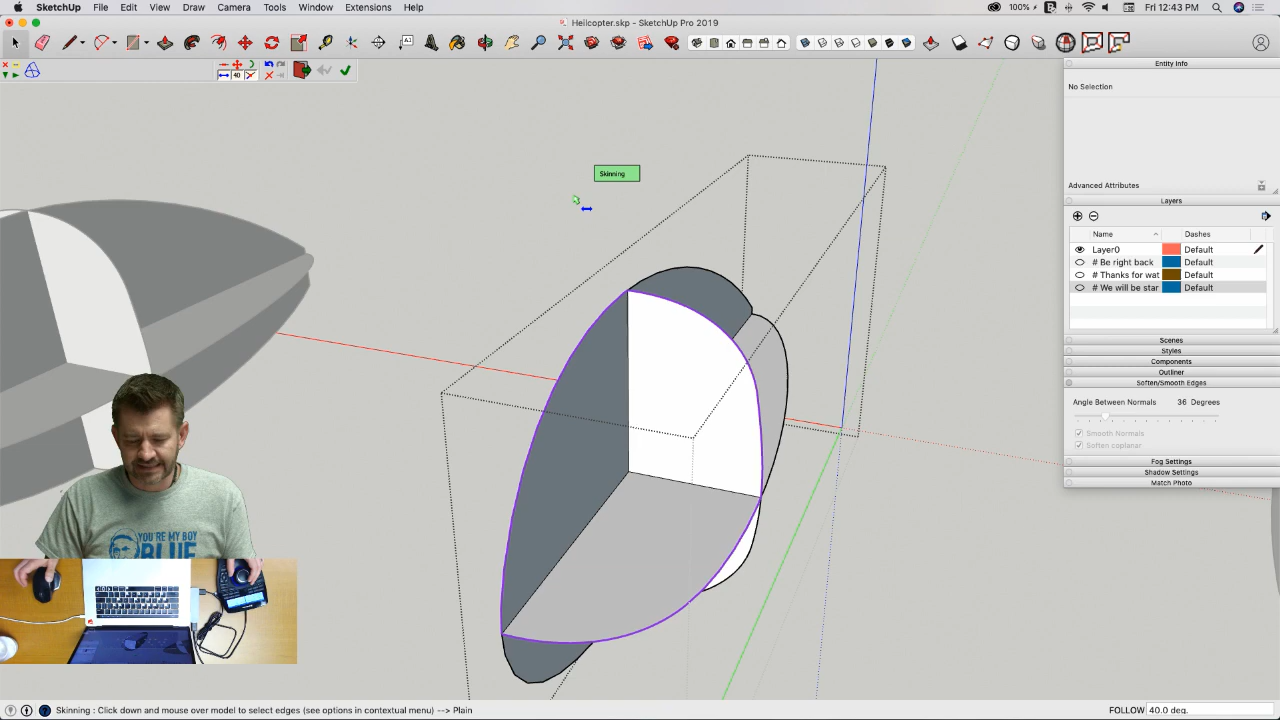 SketchUp File Edit View Draw Camera Tools Window Extensions Help
100% Fri 12:43 PM
Heilcopter.skp - SketchUp Pro 2019
40
Entity Info
No Selection
Advanced Attributes
Layers
Name Dashes
Layer0 Default
# Be right back Default
# Thanks for wat Default
# We will be star Default
Scenes
Styles
Components
Outliner
Soften/Smooth Edges
Angle Between Normals 36 Degrees
Smooth Normals
Soften coplanar
Fog Settings
Shadow Settings
Match Photo
Skinning
YOU'RE MY BOY
BLUE
Skinning : Click down and mouse over model to select edges (see options in contextual menu) --> Plain
FOLLOW 40.0 deg.